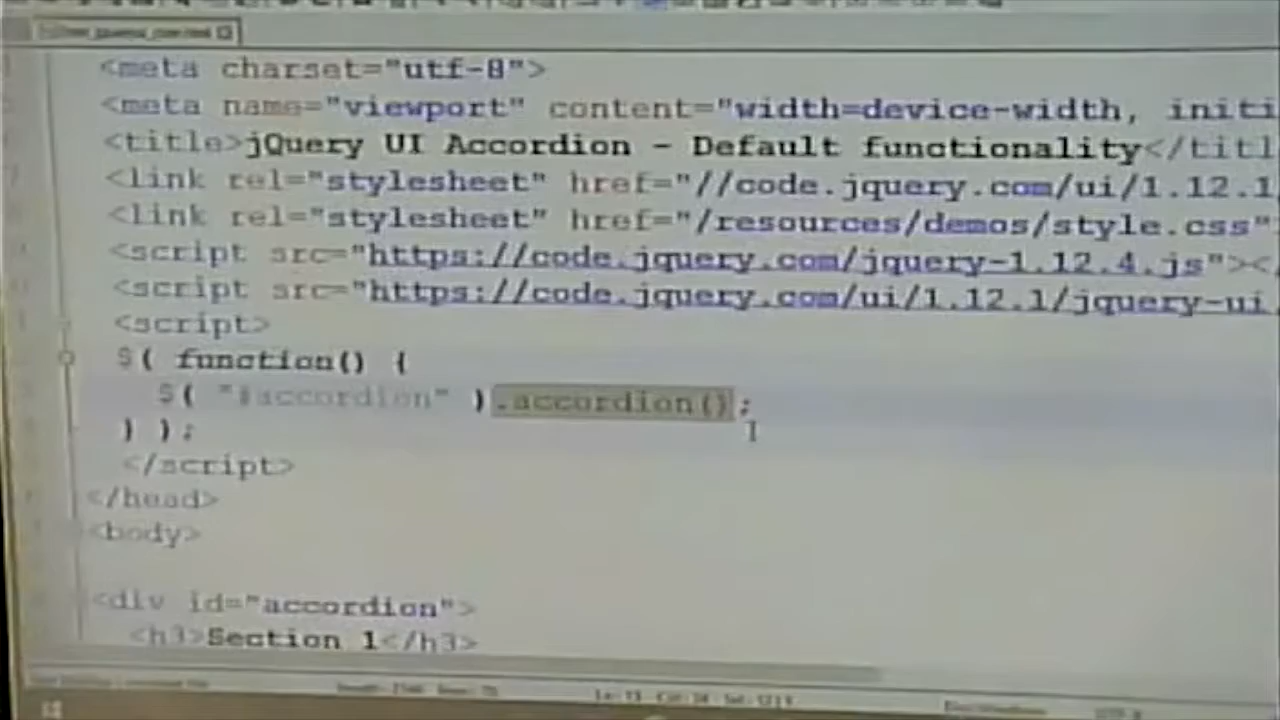 <meta charset="utf-8">
<meta name="viewport" content="width=device-width, initi
<title>jQuery UI Accordion - Default functionality</titl
<link rel="stylesheet" href="//code.jquery.com/ui/1.12.1
<link rel="stylesheet" href="/resources/demos/style.css"
<script src="https://code.jquery.com/jquery-1.12.4.js"></
<script src="https://code.jquery.com/ui/1.12.1/jquery-ui.
<script>
$( function() {
$( "#accordion" ).accordion();
} );
</script>
</head>
<body>
<div id="accordion">
<h3>Section 1</h3>